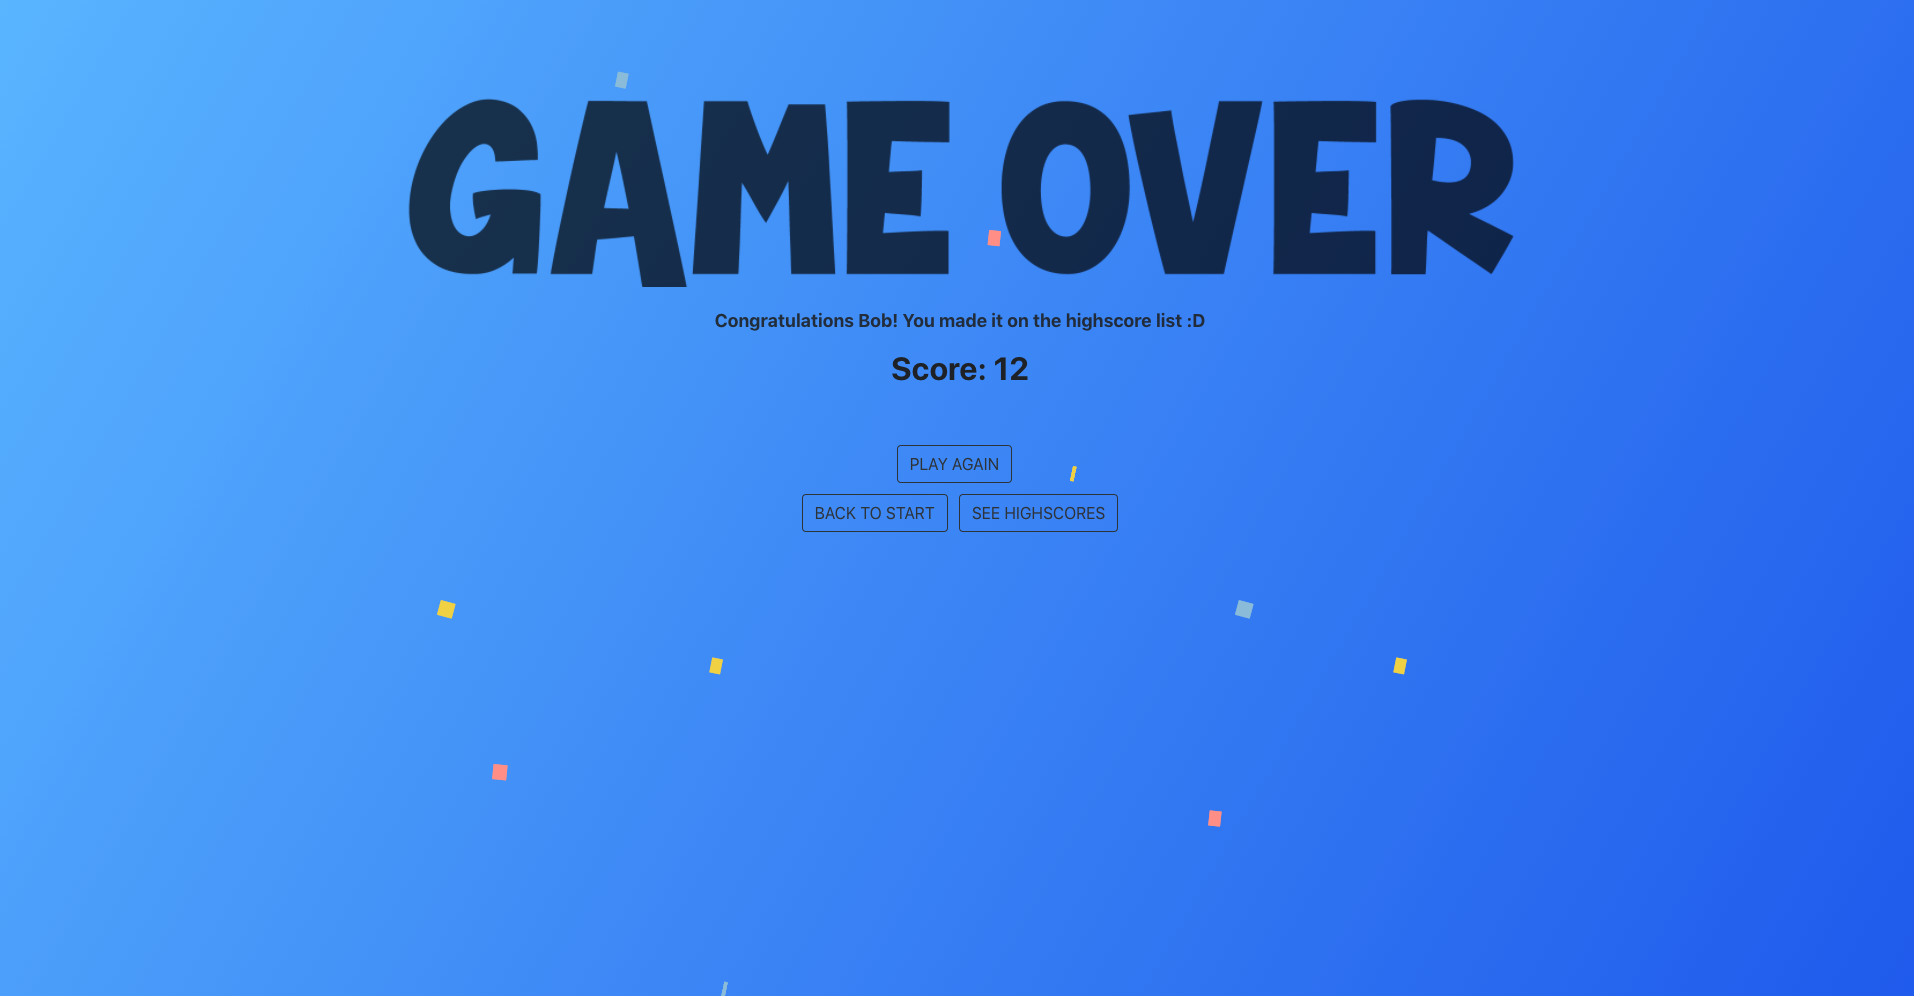 GAME OVER
Congratulations Bob! You made it on the highscore list :D
Score: 12
PLAY AGAIN
BACK TO START SEE HIGHSCORES